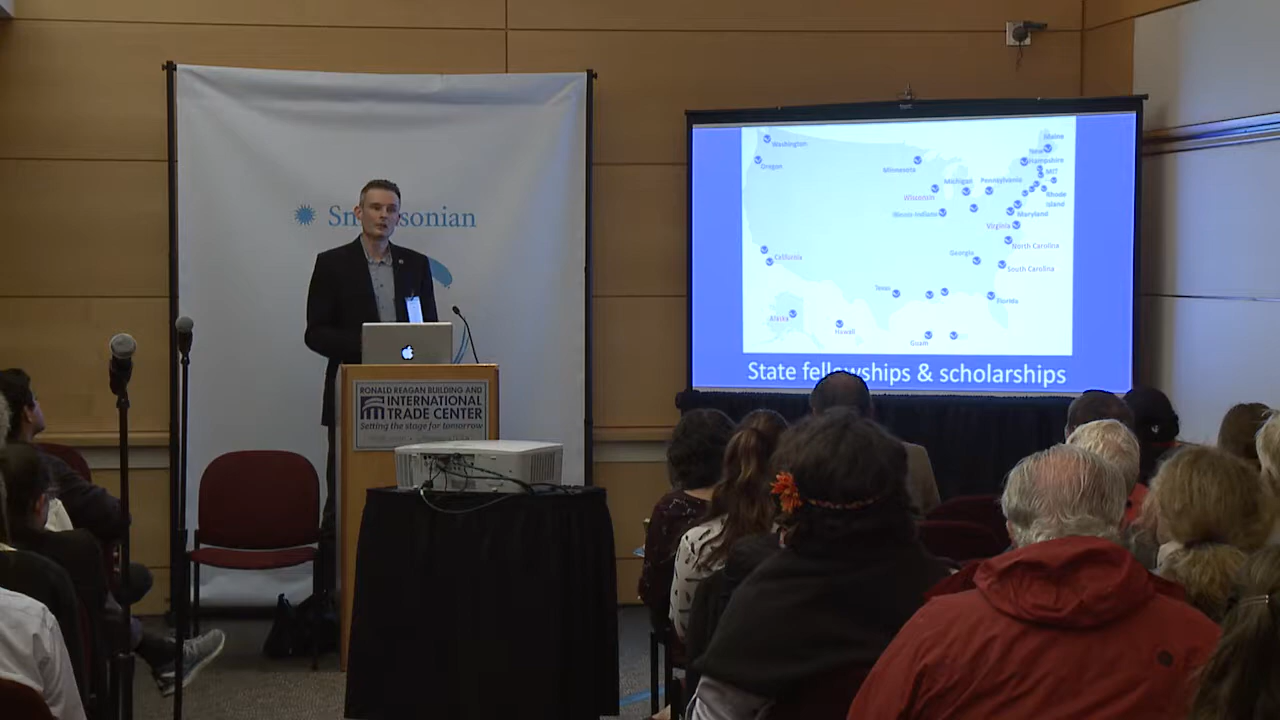 Smithsonian
RONALD REAGAN BUILDING AND
INTERNATIONAL
TRADE CENTER
Setting the stage for tomorrow
Washington
Oregon
California
Alaska
Hawaii
Guam
Texas
Minnesota
Wisconsin
Michigan
Illinois-Indiana
Pennsylvania
Maine
New
Hampshire
MIT
Rhode
Island
Maryland
Virginia
North Carolina
South Carolina
Georgia
Florida
State fellowships & scholarships